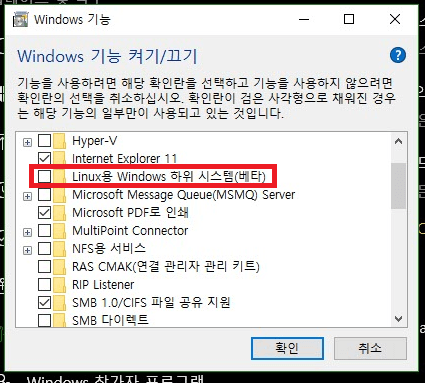 Windows 기능
Windows 기능 켜기/끄기
기능을 사용하려면 해당 확인란을 선택하고 기능을 사용하지 않으려면
확인란의 선택을 취소하십시오. 확인란이 검은 사각형으로 채워진 경우
는 해당 기능의 일부만이 사용되고 있는 것입니다.
Hyper-V
Internet Explorer 11
Linux용 Windows 하위 시스템(베타)
Microsoft Message Queue(MSMQ) Server
Microsoft PDF로 인쇄
MultiPoint Connector
NFS용 서비스
RAS CMAK(연결 관리자 관리 키트)
RIP Listener
SMB 1.0/CIFS 파일 공유 지원
SMB 다이렉트
확인
취소
Windows 참가자 프로그램